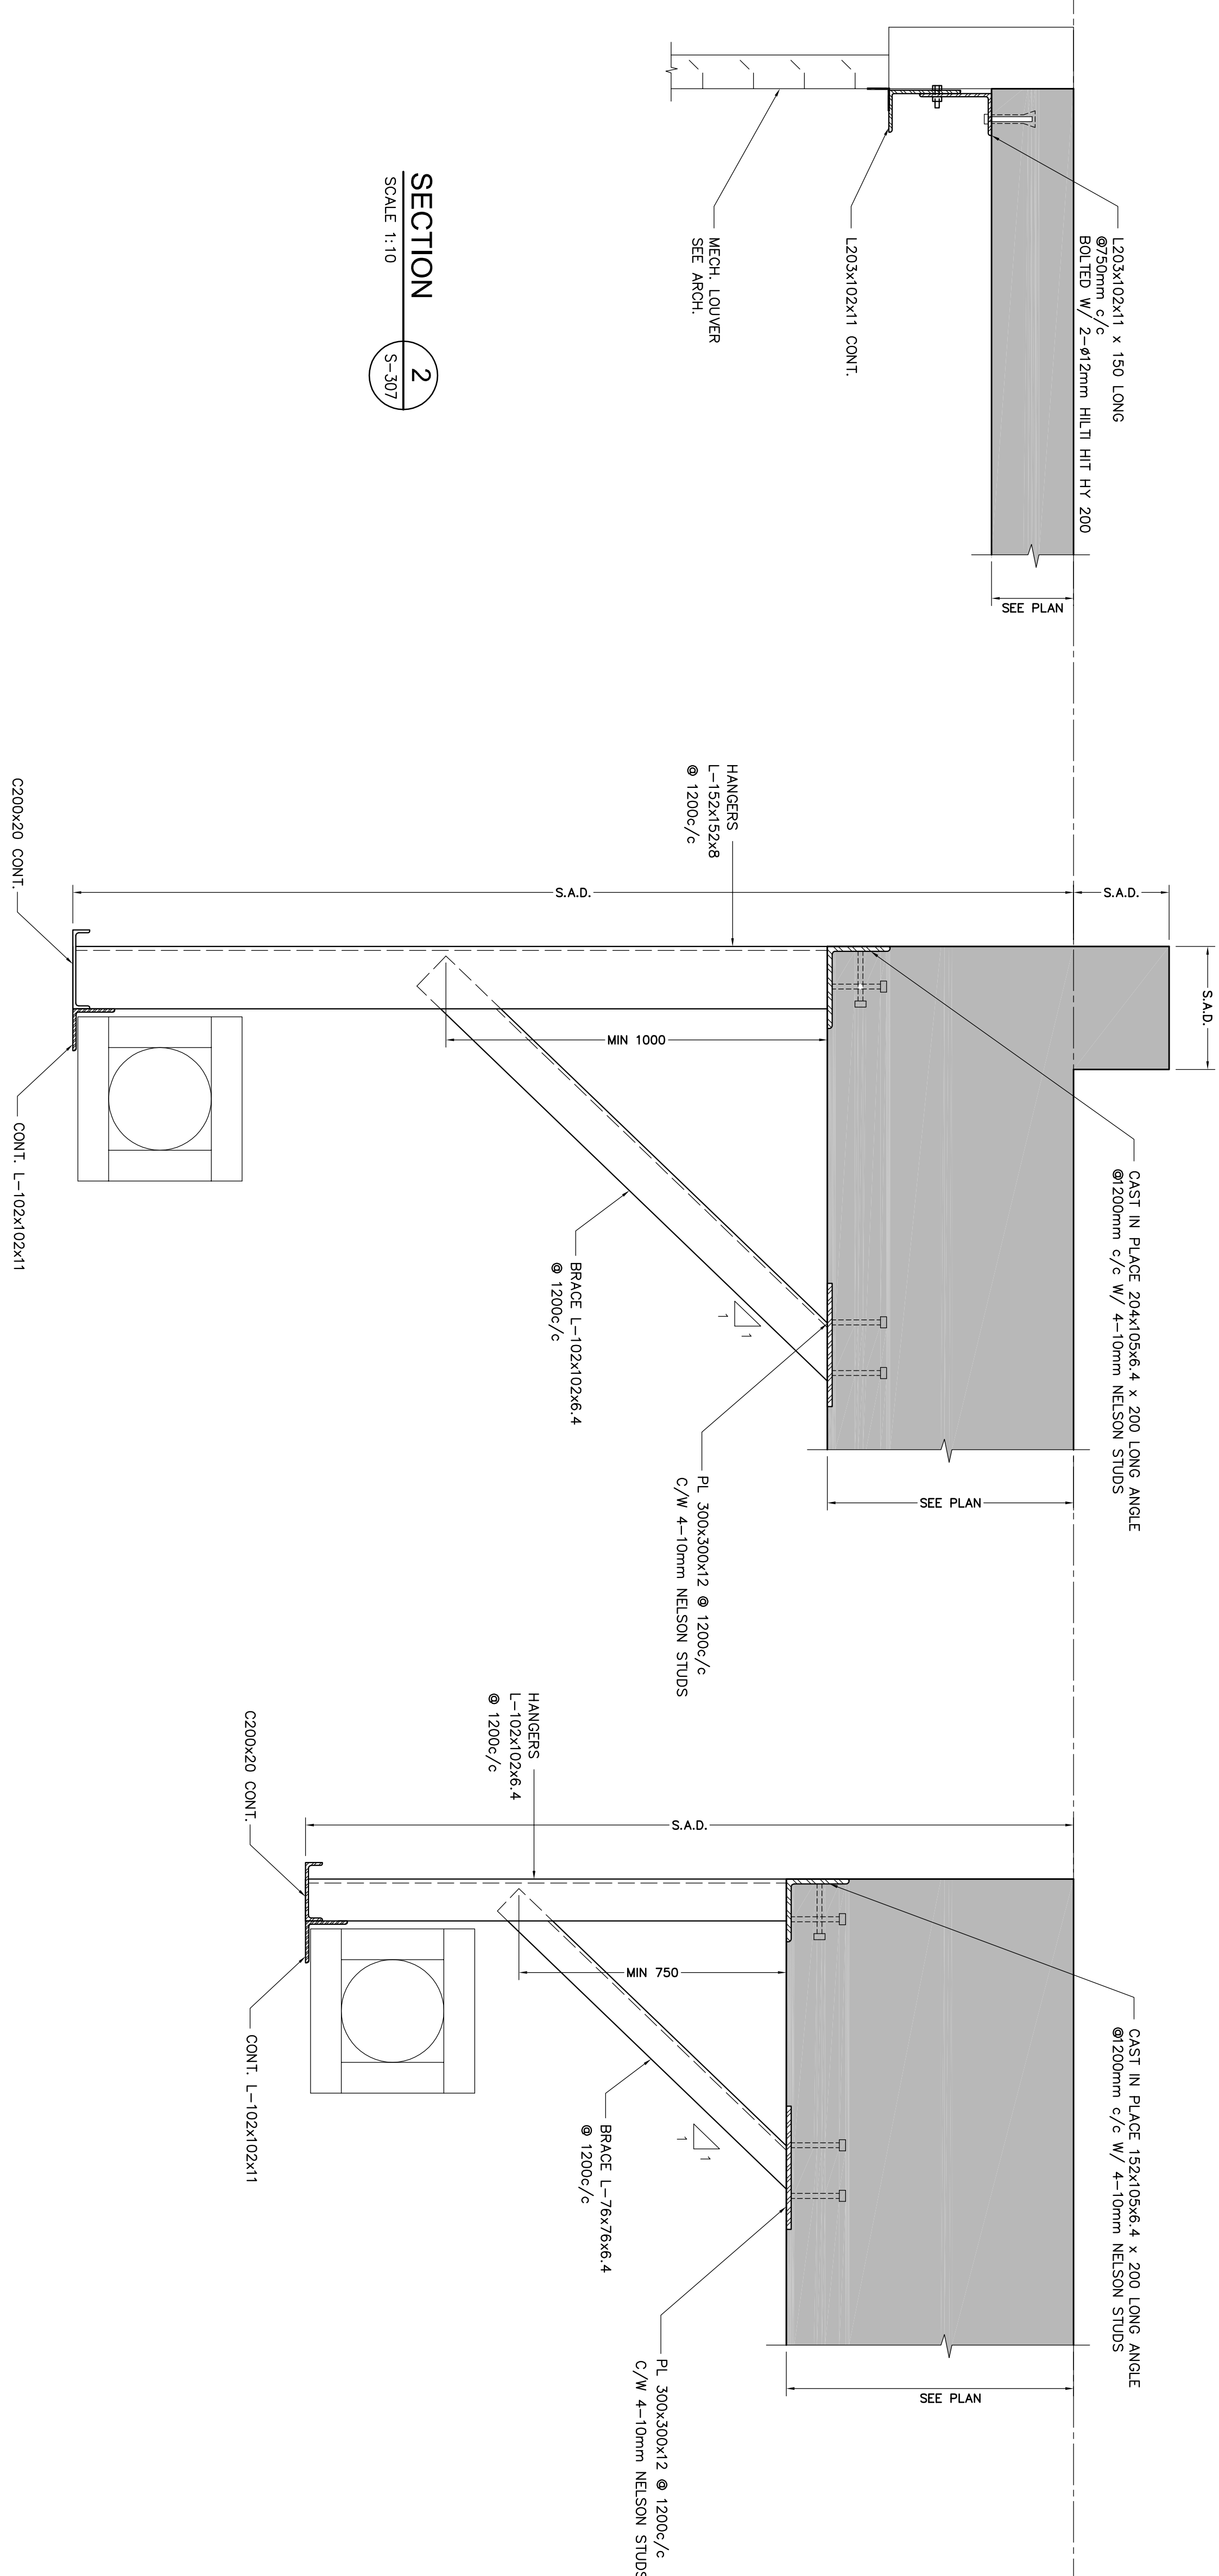 L203x102x11 x 150 LONG
@750mm c/c
BOLTED W/ 2-ø12mm HILTI HIT HY 200
L203x102x11 CONT.
MECH. LOUVER
SEE ARCH.
SEE PLAN
SECTION
SCALE 1:10
2
S-307
S.A.D.
S.A.D.
S.A.D.
CAST IN PLACE 204x105x6.4 x 200 LONG ANGLE
@1200mm c/c W/ 4-10mm NELSON STUDS
HANGERS
L-152x152x8
@ 1200c/c
MIN 1000
SEE PLAN
PL 300x300x12 @ 1200c/c
C/W 4-10mm NELSON STUDS
1
1
BRACE L-102x102x6.4
@ 1200c/c
C200x20 CONT.
CONT. L-102x102x11
CAST IN PLACE 152x105x6.4 x 200 LONG ANGLE
@1200mm c/c W/ 4-10mm NELSON STUDS
S.A.D.
HANGERS
L-102x102x6.4
@ 1200c/c
MIN 750
SEE PLAN
PL 300x300x12 @ 1200c/c
C/W 4-10mm NELSON STUDS
1
1
BRACE L-76x76x6.4
@ 1200c/c
C200x20 CONT.
CONT. L-102x102x11